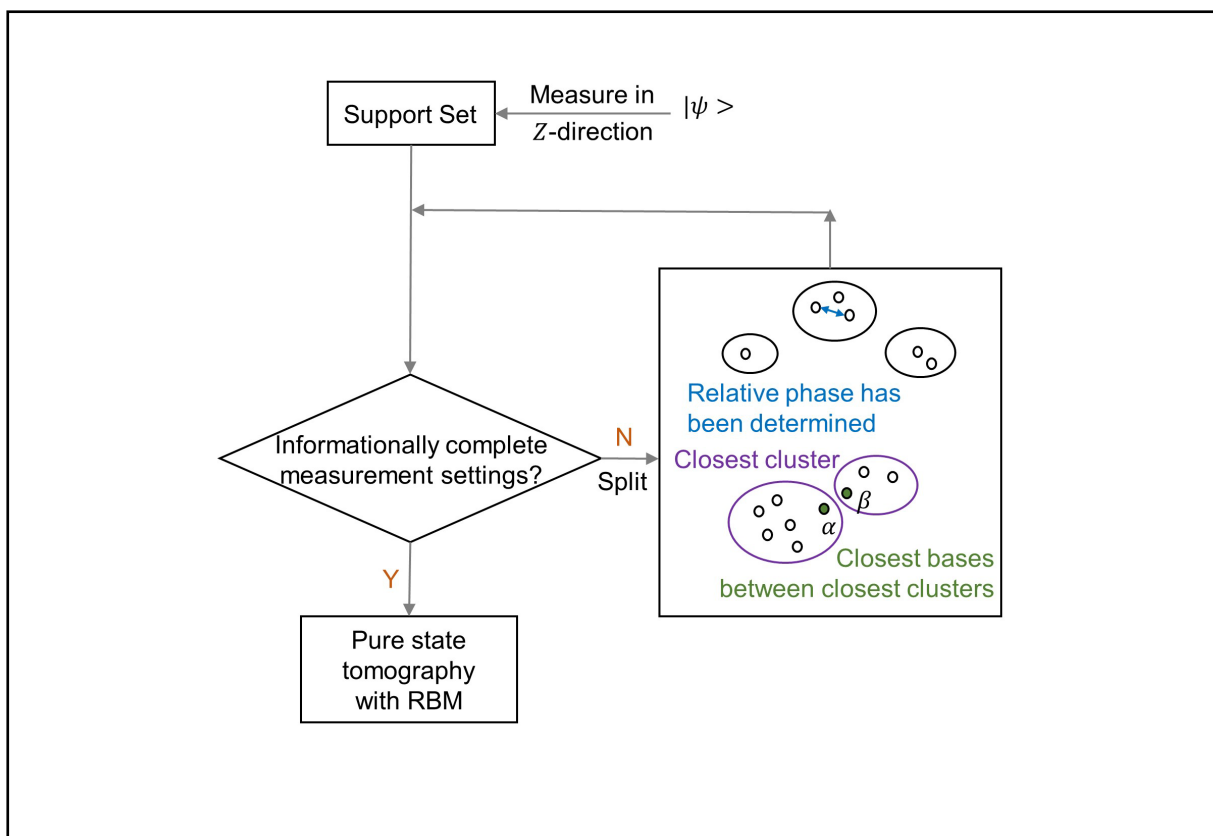 Support Set
Measure in
Z-direction
|ψ >
Informationally complete
measurement settings?
N
Split
Y
Pure state
tomography
with RBM
Relative phase has
been determined
Closest cluster
β
α
Closest bases
between closest clusters